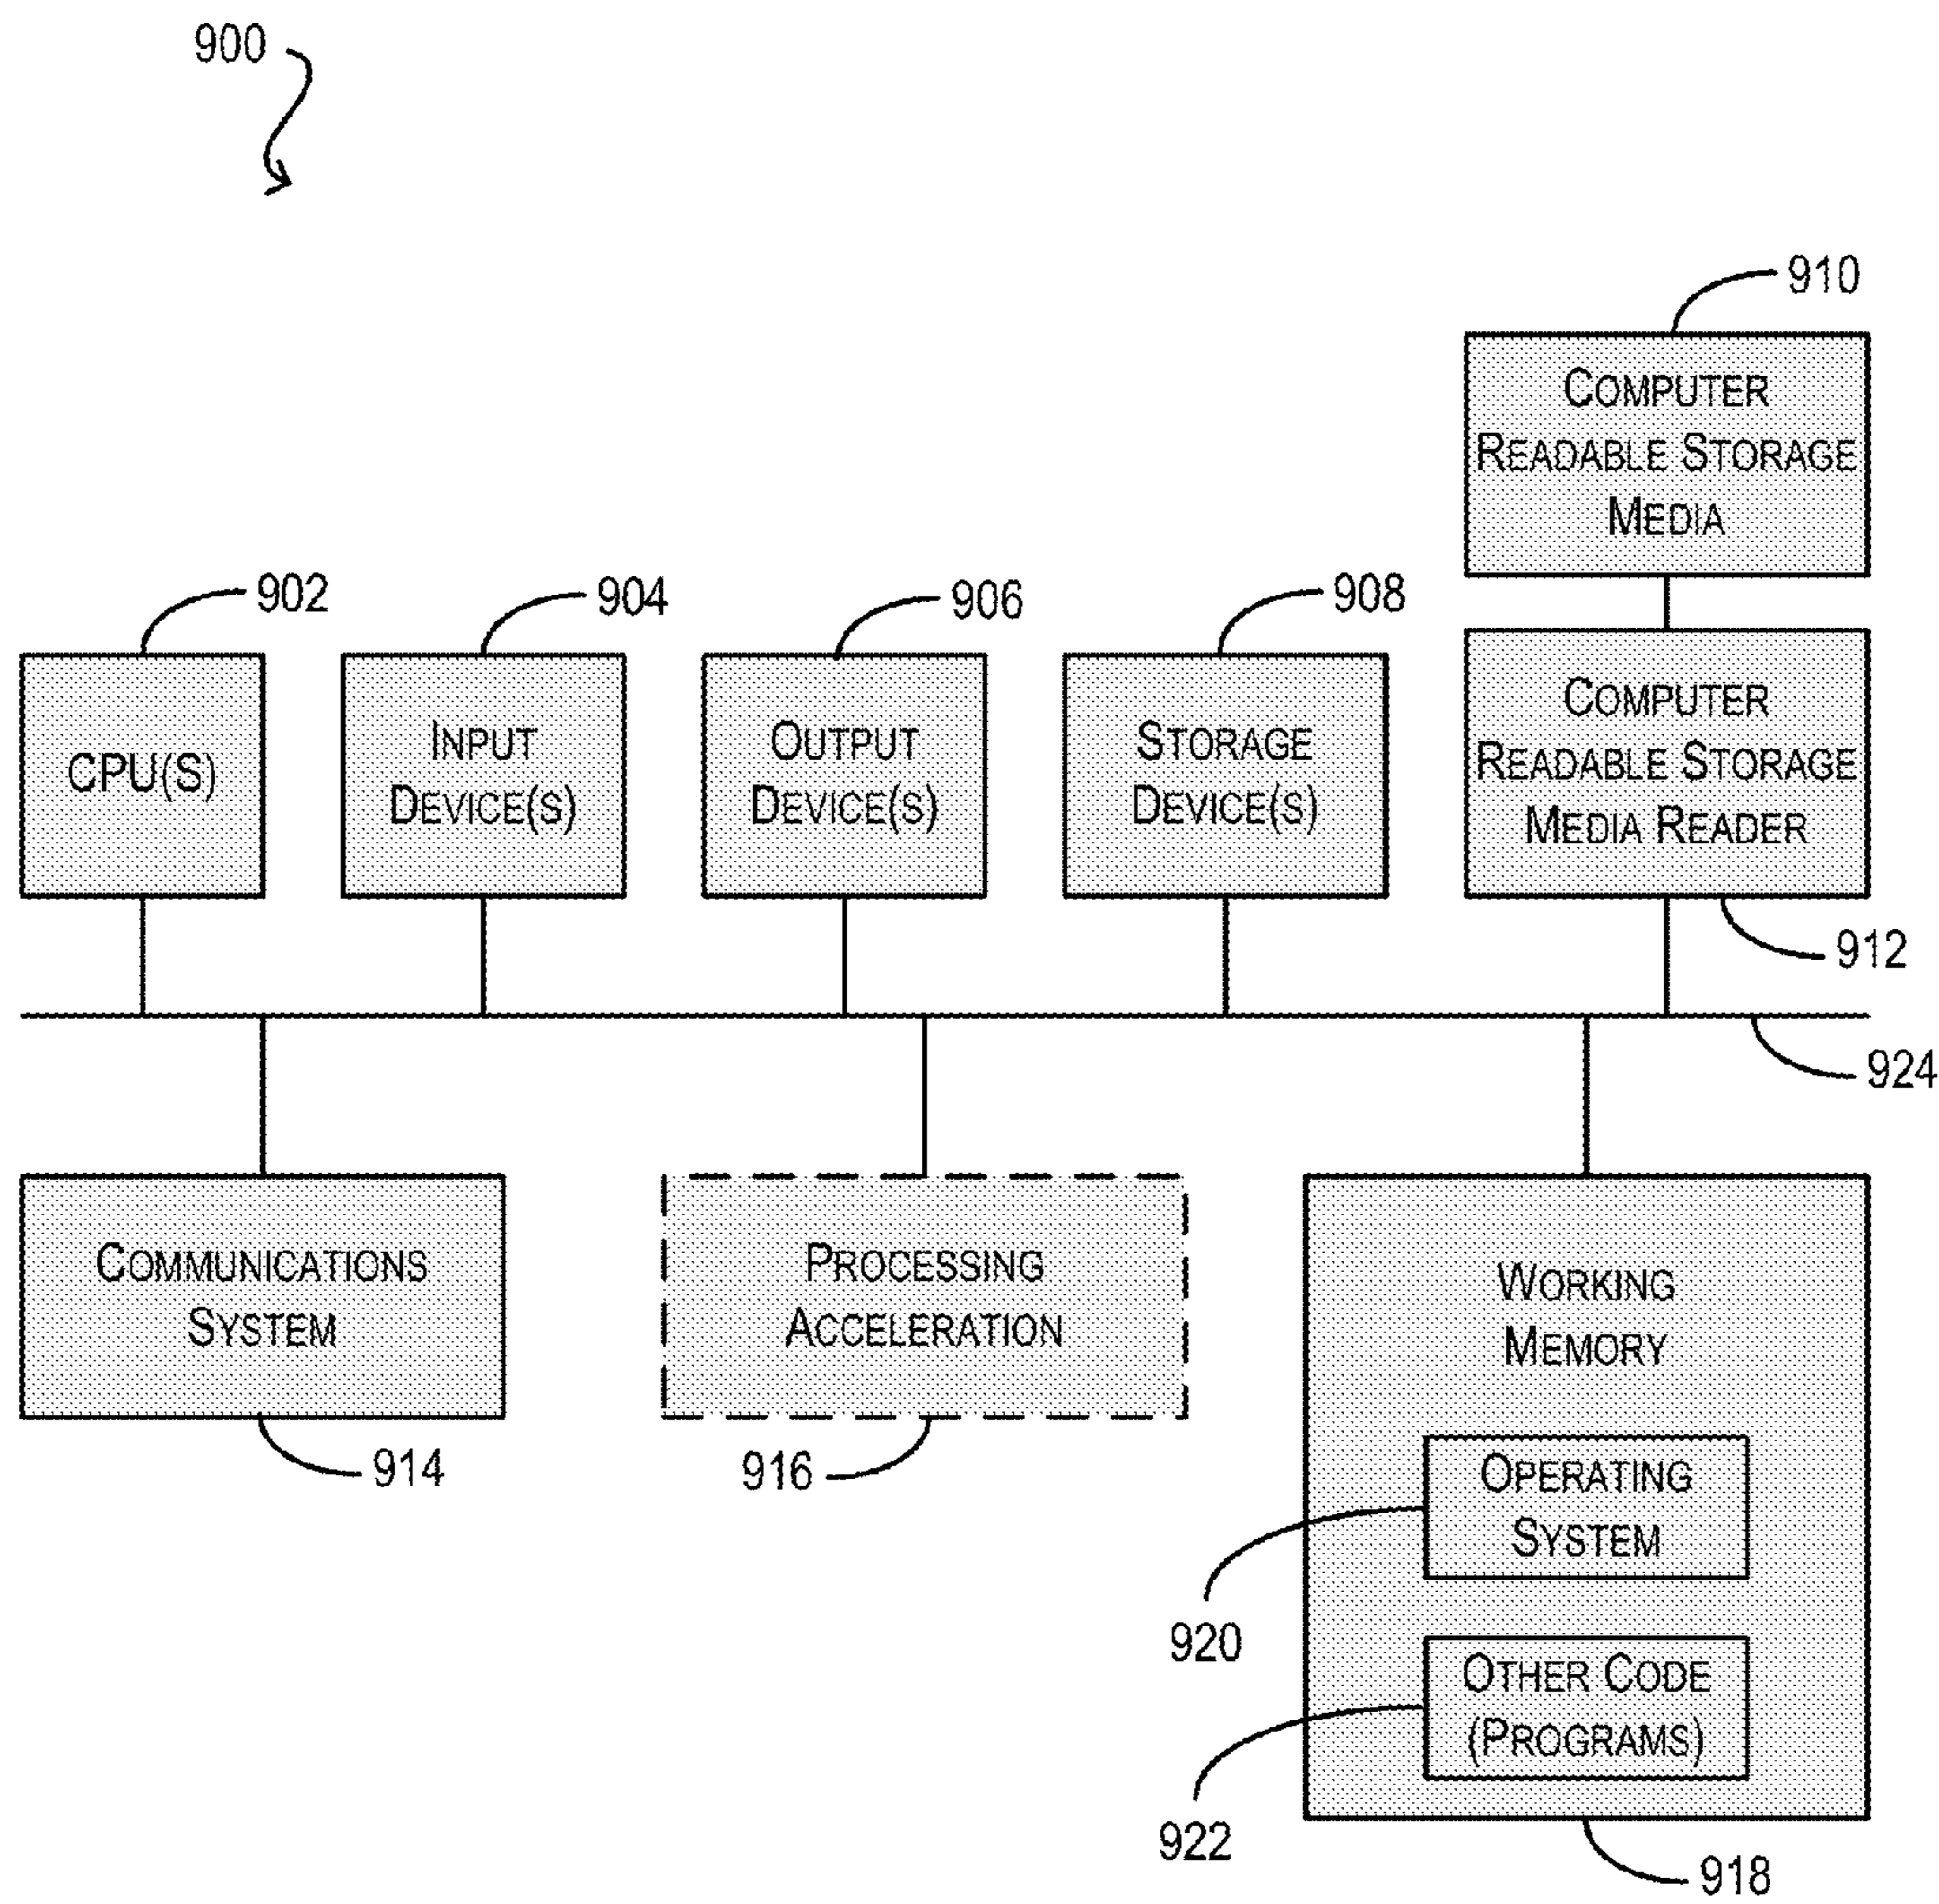 900
910
COMPUTER
READABLE STORAGE
MEDIA
902
904
906
908
CPU(S)
INPUT
DEVICE(S)
OUTPUT
DEVICE(S)
STORAGE
DEVICE(S)
COMPUTER
READABLE STORAGE
MEDIA READER
912
924
COMMUNICATIONS
SYSTEM
914
PROCESSING
ACCELERATION
916
WORKING
MEMORY
OPERATING
SYSTEM
920
OTHER CODE
(PROGRAMS)
922
918